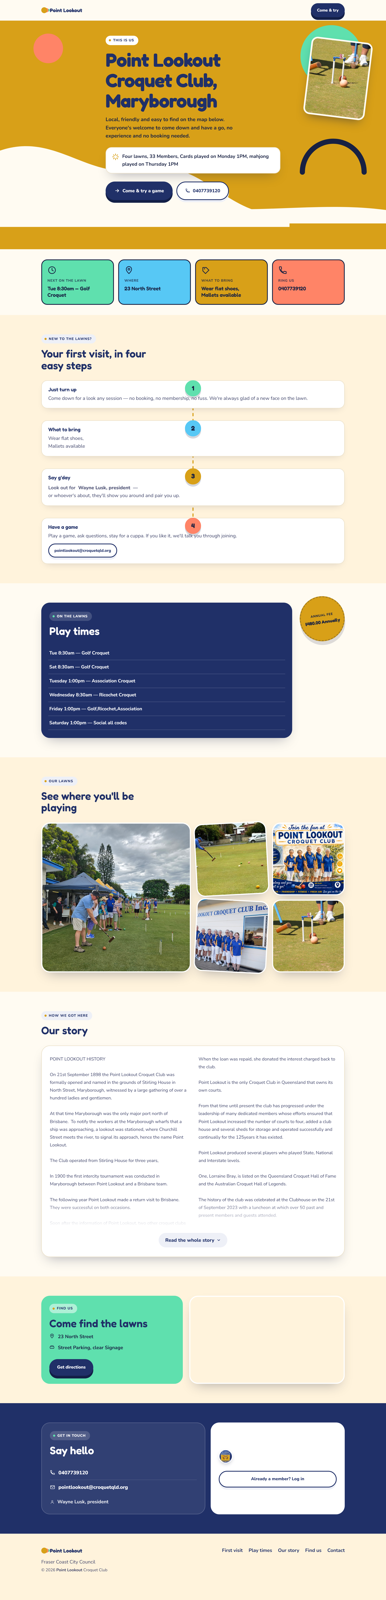 Point Lookout
Come & try
THIS IS US
Point Lookout
Croquet Club,
Maryborough
Local, friendly and easy to find on the map below.
Everyone's welcome to come down and have a go, no
experience and no booking needed.
Four lawns, 33 Members, Cards played on Monday 1PM, mahjong
played on Thursday 1PM
Come & try a game
0407739120
NEXT ON THE LAWN
Tue 8:30am — Golf
Croquet
WHERE
23 North Street
WHAT TO BRING
Wear flat shoes,
Mallets available
RING US
0407739120
NEW TO THE LAWNS?
Your first visit, in four
easy steps
1
Just turn up
Come down for a look any session — no booking, no membership, no fuss. We're always glad of a new face on the lawn.
2
What to bring
Wear flat shoes,
Mallets available
3
Say g'day
Look out for Wayne Lusk, president —
or whoever's about, they'll show you around and pair you up.
4
Have a game
Play a game, ask questions, stay for a cuppa. If you like it, we'll talk you through joining.
pointlookout@croquetqld.org
ON THE LAWNS
Play times
Tue 8:30am — Golf Croquet
Sat 8:30am — Golf Croquet
Tuesday 1:00pm — Association Croquet
Wednesday 8:30am — Ricochet Croquet
Friday 1:00pm — Golf,Ricochet,Association
Saturday 1:00pm — Social all codes
ANNUAL FEE
OUR LAWNS
See where you'll be
playing
Join the fun at
POINT LOOKOUT
CROQUET CLUB
LOOKOUT CROQUET CLUB Inc.
HOW WE GOT HERE
Our story
POINT LOOKOUT HISTORY
On 21st September 1898 the Point Lookout Croquet Club was
formally opened and named in the grounds of Stirling House in
North Street, Maryborough, witnessed by a large gathering of over a
hundred ladies and gentlemen.
At that time Maryborough was the only major port north of
Brisbane. To notify the workers at the Maryborough wharfs that a
ship was approaching, a lookout was stationed, where Churchill
Street meets the river, to signal its approach, hence the name Point
Lookout.
The Club operated from Stirling House for three years.
In 1900 the first intercity tournament was conducted in
Maryborough between Point Lookout and a Brisbane team.
The following year Point Lookout made a return visit to Brisbane.
They were successful on both occasions.
When the loan was repaid, she donated the interest charged back to
the club.
Point Lookout is the only Croquet Club in Queensland that owns its
own courts.
From that time until present the club has progressed under the
leadership of many dedicated members whose efforts ensured that
Point Lookout increased the number of courts to four, added a club
house and several sheds for storage and operated successfully and
continually for the 125years it has existed.
Point Lookout produced several players who played State, National
and Interstate levels.
One, Lorraine Bray, is listed on the Queensland Croquet Hall of Fame
and the Australian Croquet Hall of Legends.
The history of the club was celebrated at the Clubhouse on the 21st
of September 2023 with a luncheon at which over 60 past and
present members and guests attended.
Read the whole story
FIND US
Come find the lawns
23 North Street
Street Parking, clear Signage
Get directions
GET IN TOUCH
Say hello
0407739120
pointlookout@croquetqld.org
Wayne Lusk, president
Already a member? Log in
Point Lookout
Fraser Coast City Council
© 2026 Point Lookout Croquet Club
First visit
Play times
Our story
Find us
Contact